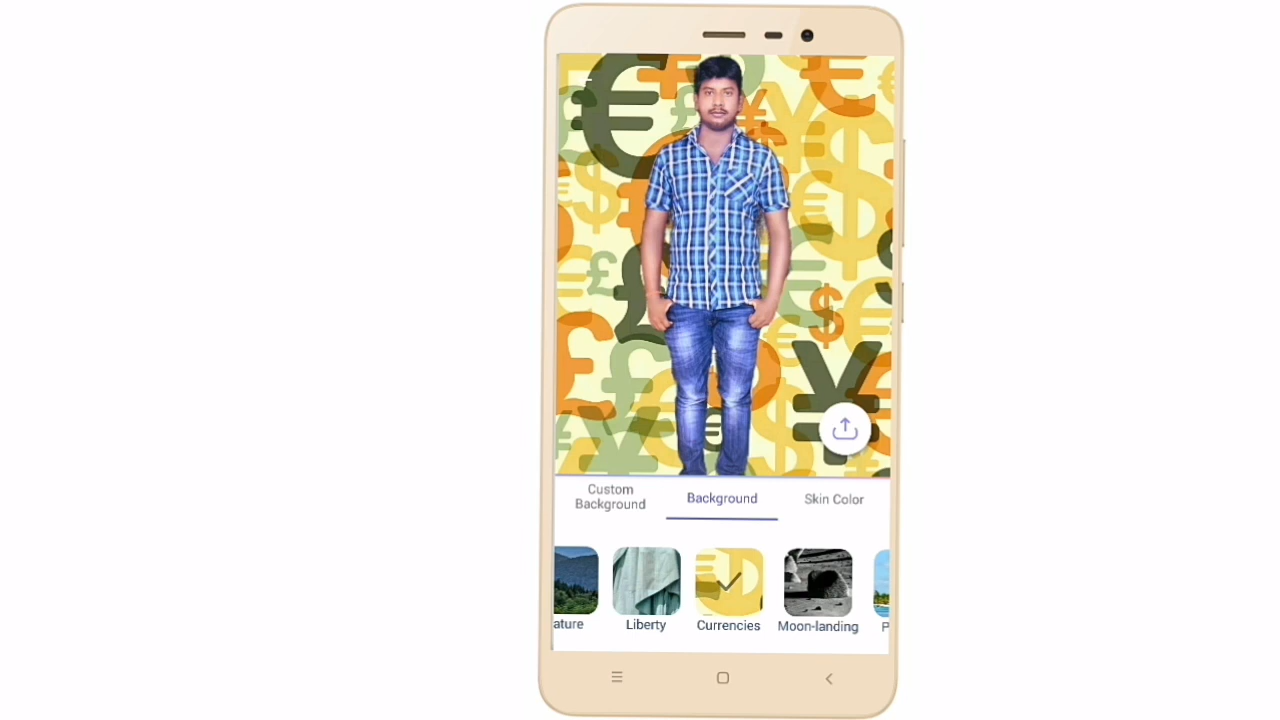 Custom
Background
Background
Skin Color
ature
Liberty
Currencies
Moon-landing
P